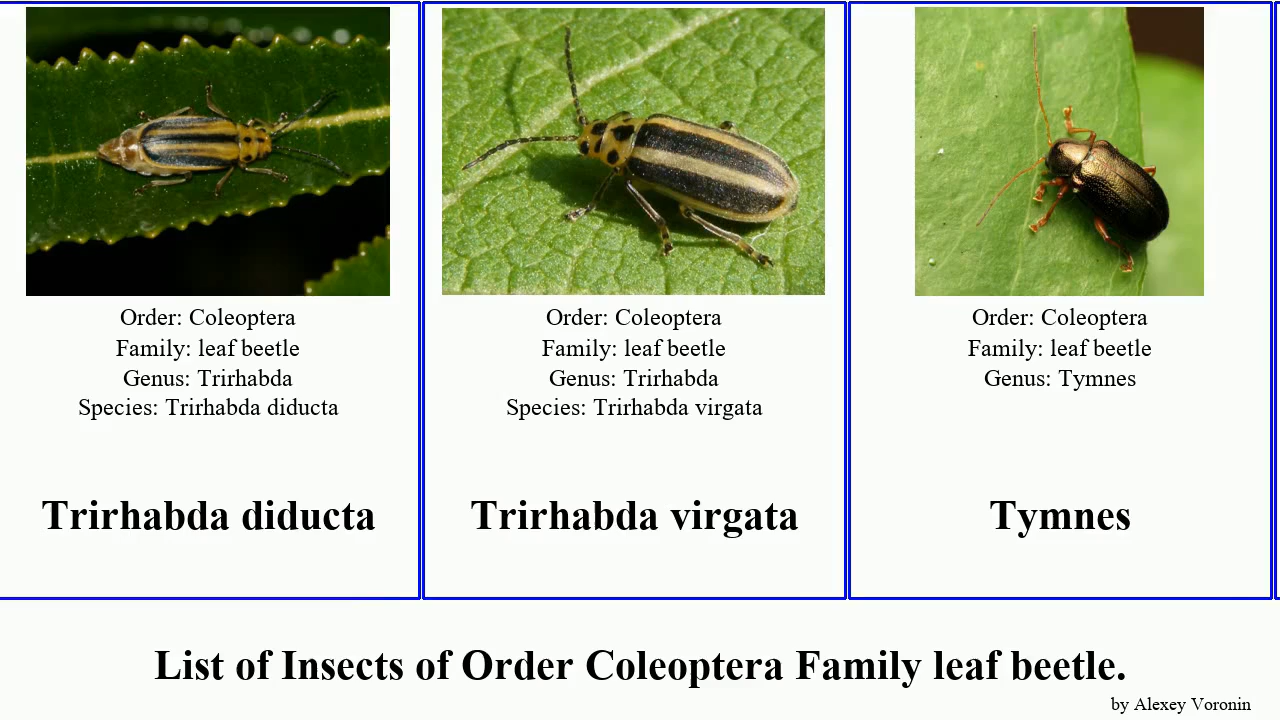 Order: Coleoptera
Family: leaf beetle
Genus: Trirhabda
Species: Trirhabda diducta
Trirhabda diducta
Order: Coleoptera
Family: leaf beetle
Genus: Trirhabda
Species: Trirhabda virgata
Trirhabda virgata
Order: Coleoptera
Family: leaf beetle
Genus: Tymnes
Tymnes
List of Insects of Order Coleoptera Family leaf beetle.
by Alexey Voronin